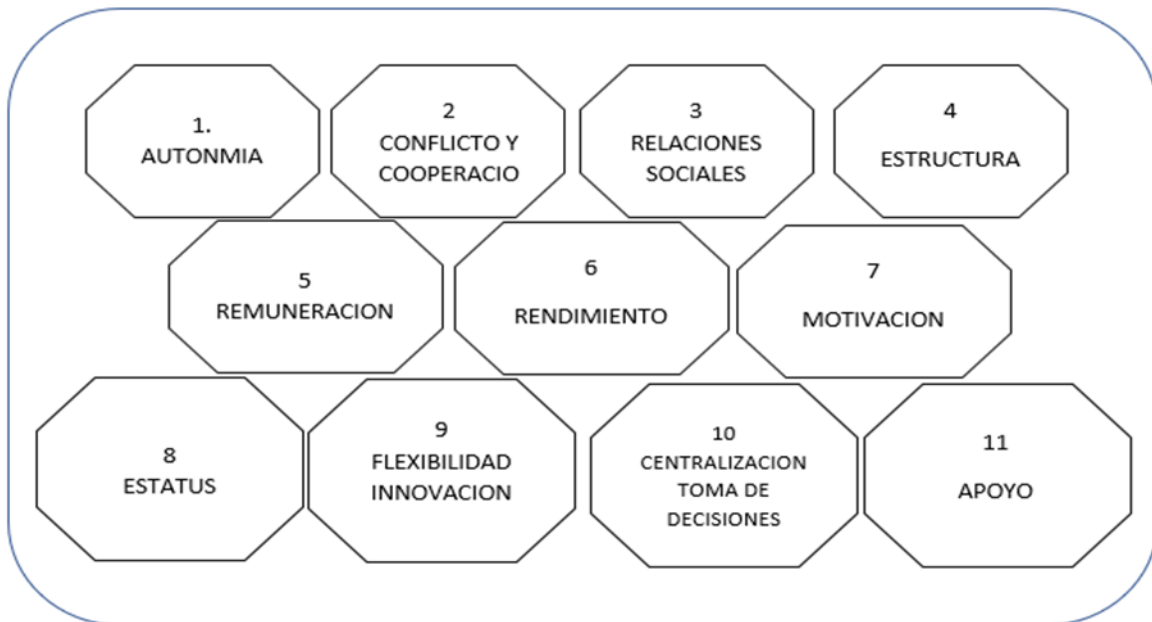 1.
AUTONMIA
2
CONFLICTO Y
COOPERACIO
3
RELACIONES
SOCIALES
4
ESTRUCTURA
5
REMUNERACION
6
RENDIMIENTO
7
MOTIVACION
8
ESTATUS
9
FLEXIBILIDAD
INNOVACION
10
CENTRALIZACION
TOMA DE
DECISIONES
11
APOYO